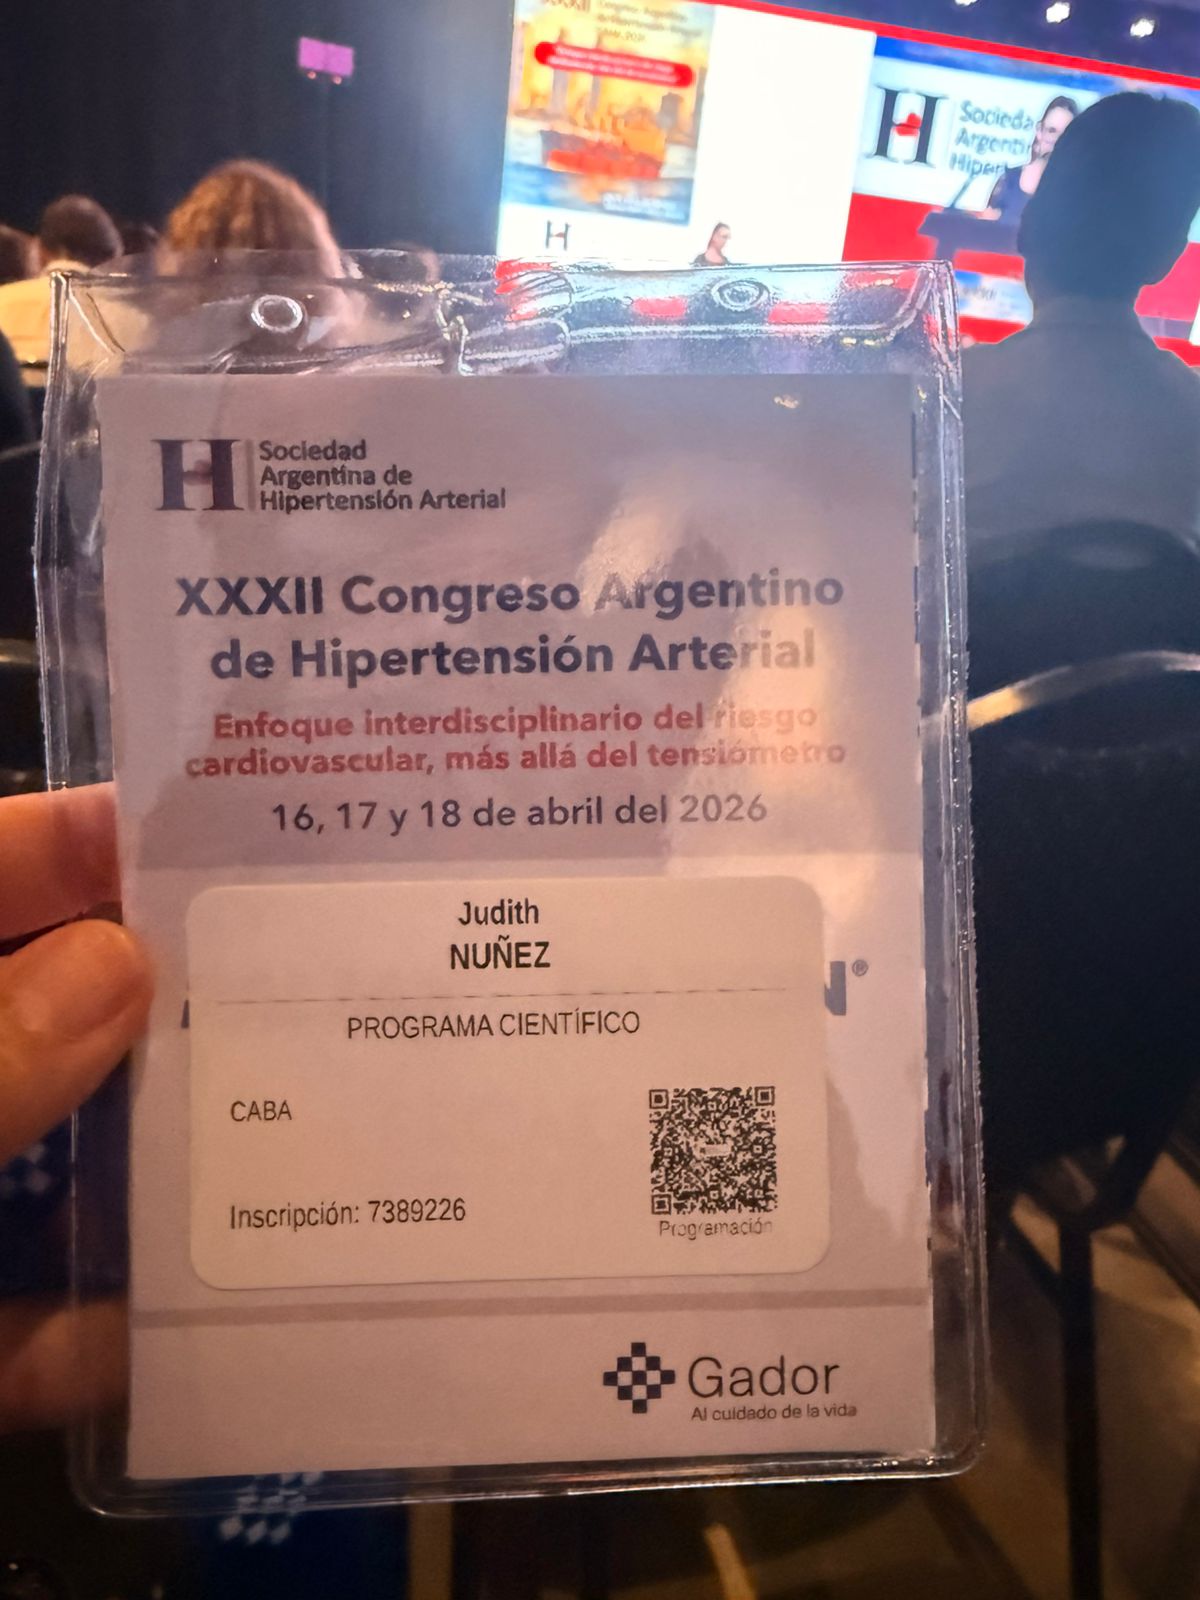 Sociedad
Argentina de
Hipertensión Arterial
XXXII Congreso Argentino
de Hipertensión Arterial
Enfoque interdisciplinario del riesgo
cardiovascular, más allá del tensiómetro
16, 17 y 18 de abril del 2026
Judith
NUÑEZ
PROGRAMA CIENTÍFICO
CABA
Inscripción: 7389226
Programación
Gador
Al cuidado de la vida